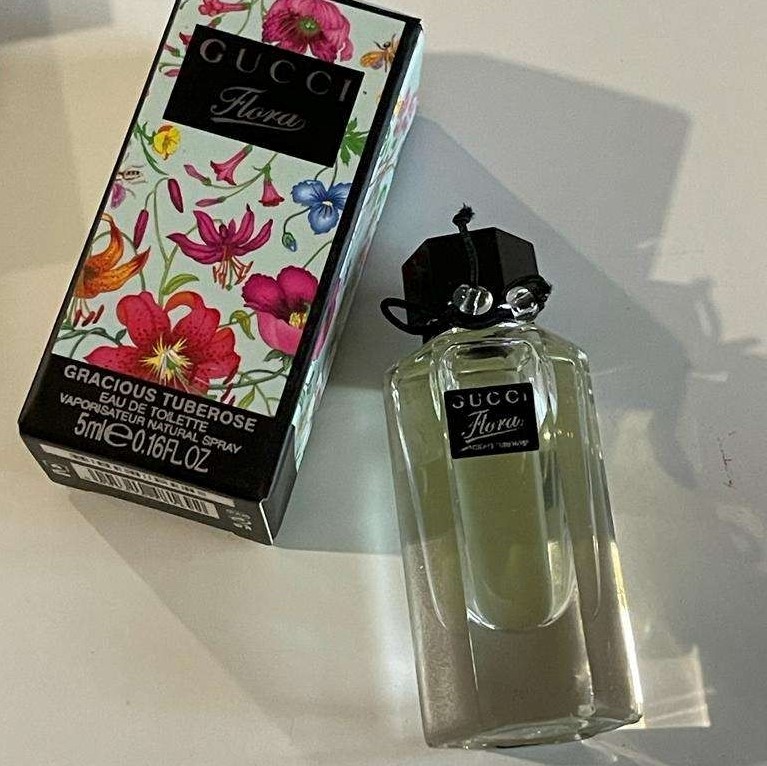 GUCCI
Flora
GRACIOUS TUBEROSE
EAU DE TOILETTE
VAPORISATEUR NATURAL SPRAY
5ml℮0.16FL OZ
GUCCI
Flora